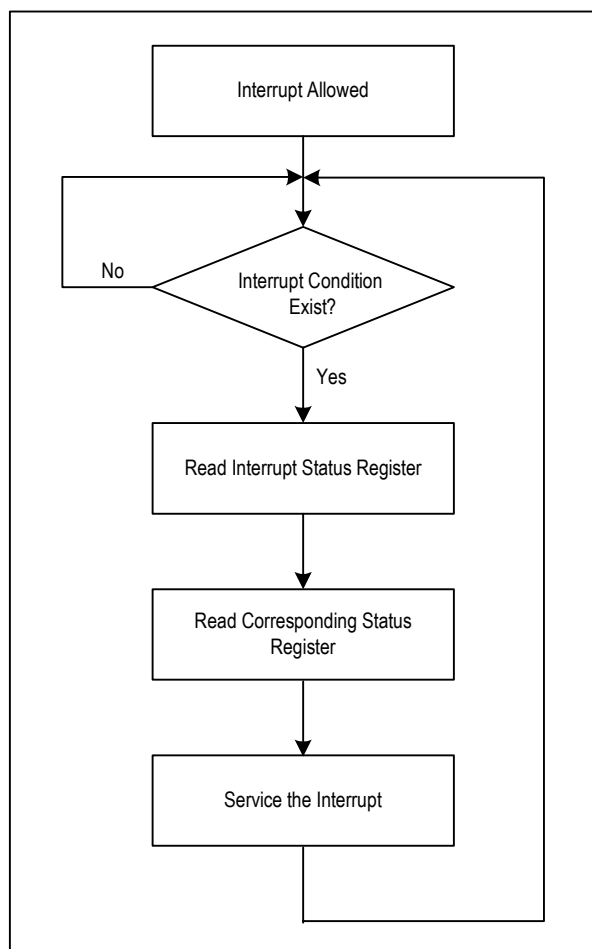 Interrupt Allowed
No
Interrupt Condition
Exist?
Yes
Read Interrupt Status Register
Read Corresponding Status
Register
Service the Interrupt